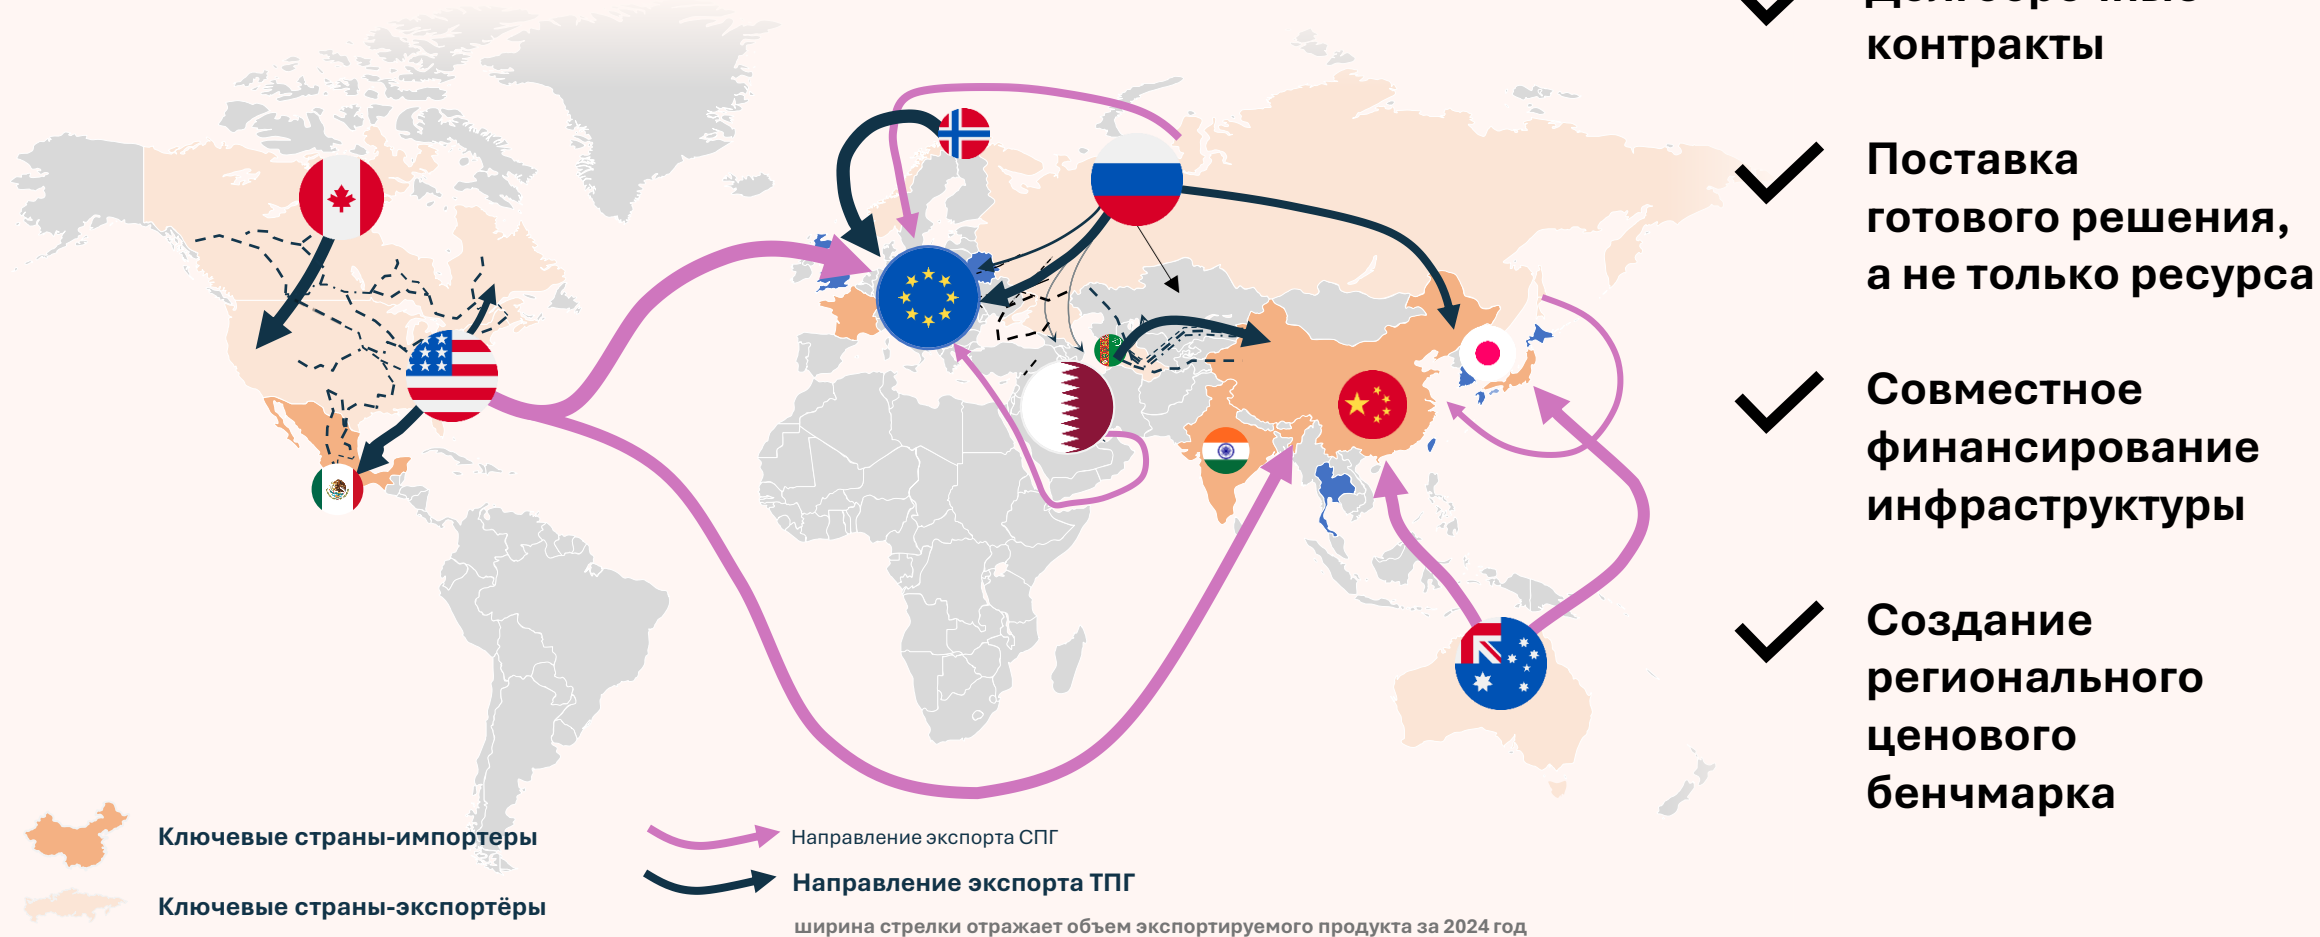 контракты
Поставка
готового решения,
а не только ресурса
Совместное
финансирование
инфраструктуры
Создание
регионального
ценового
бенчмарка
Ключевые страны-импортеры
Ключевые страны-экспортёры
Направление экспорта СПГ
Направление экспорта ТПГ
ширина стрелки отражает объем экспортируемого продукта за 2024 год